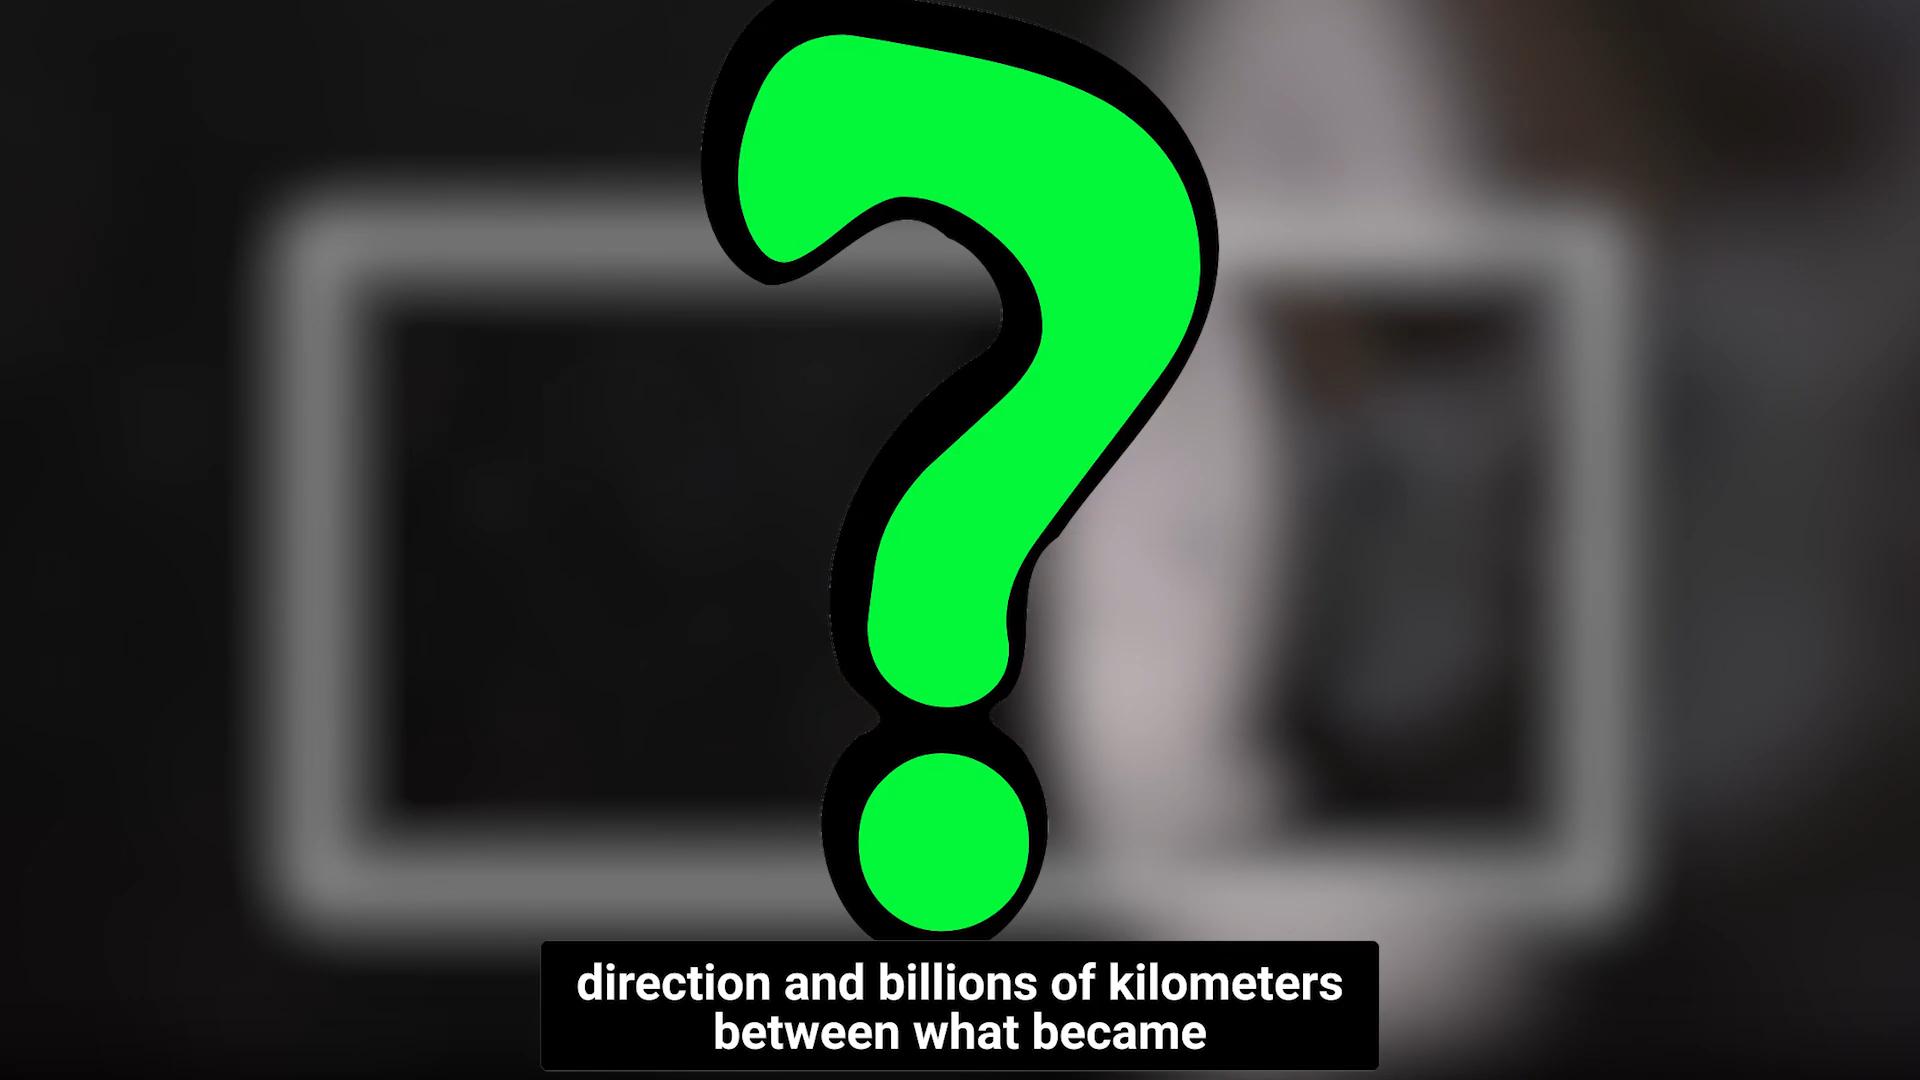 ?
direction and billions of kilometers
between what became